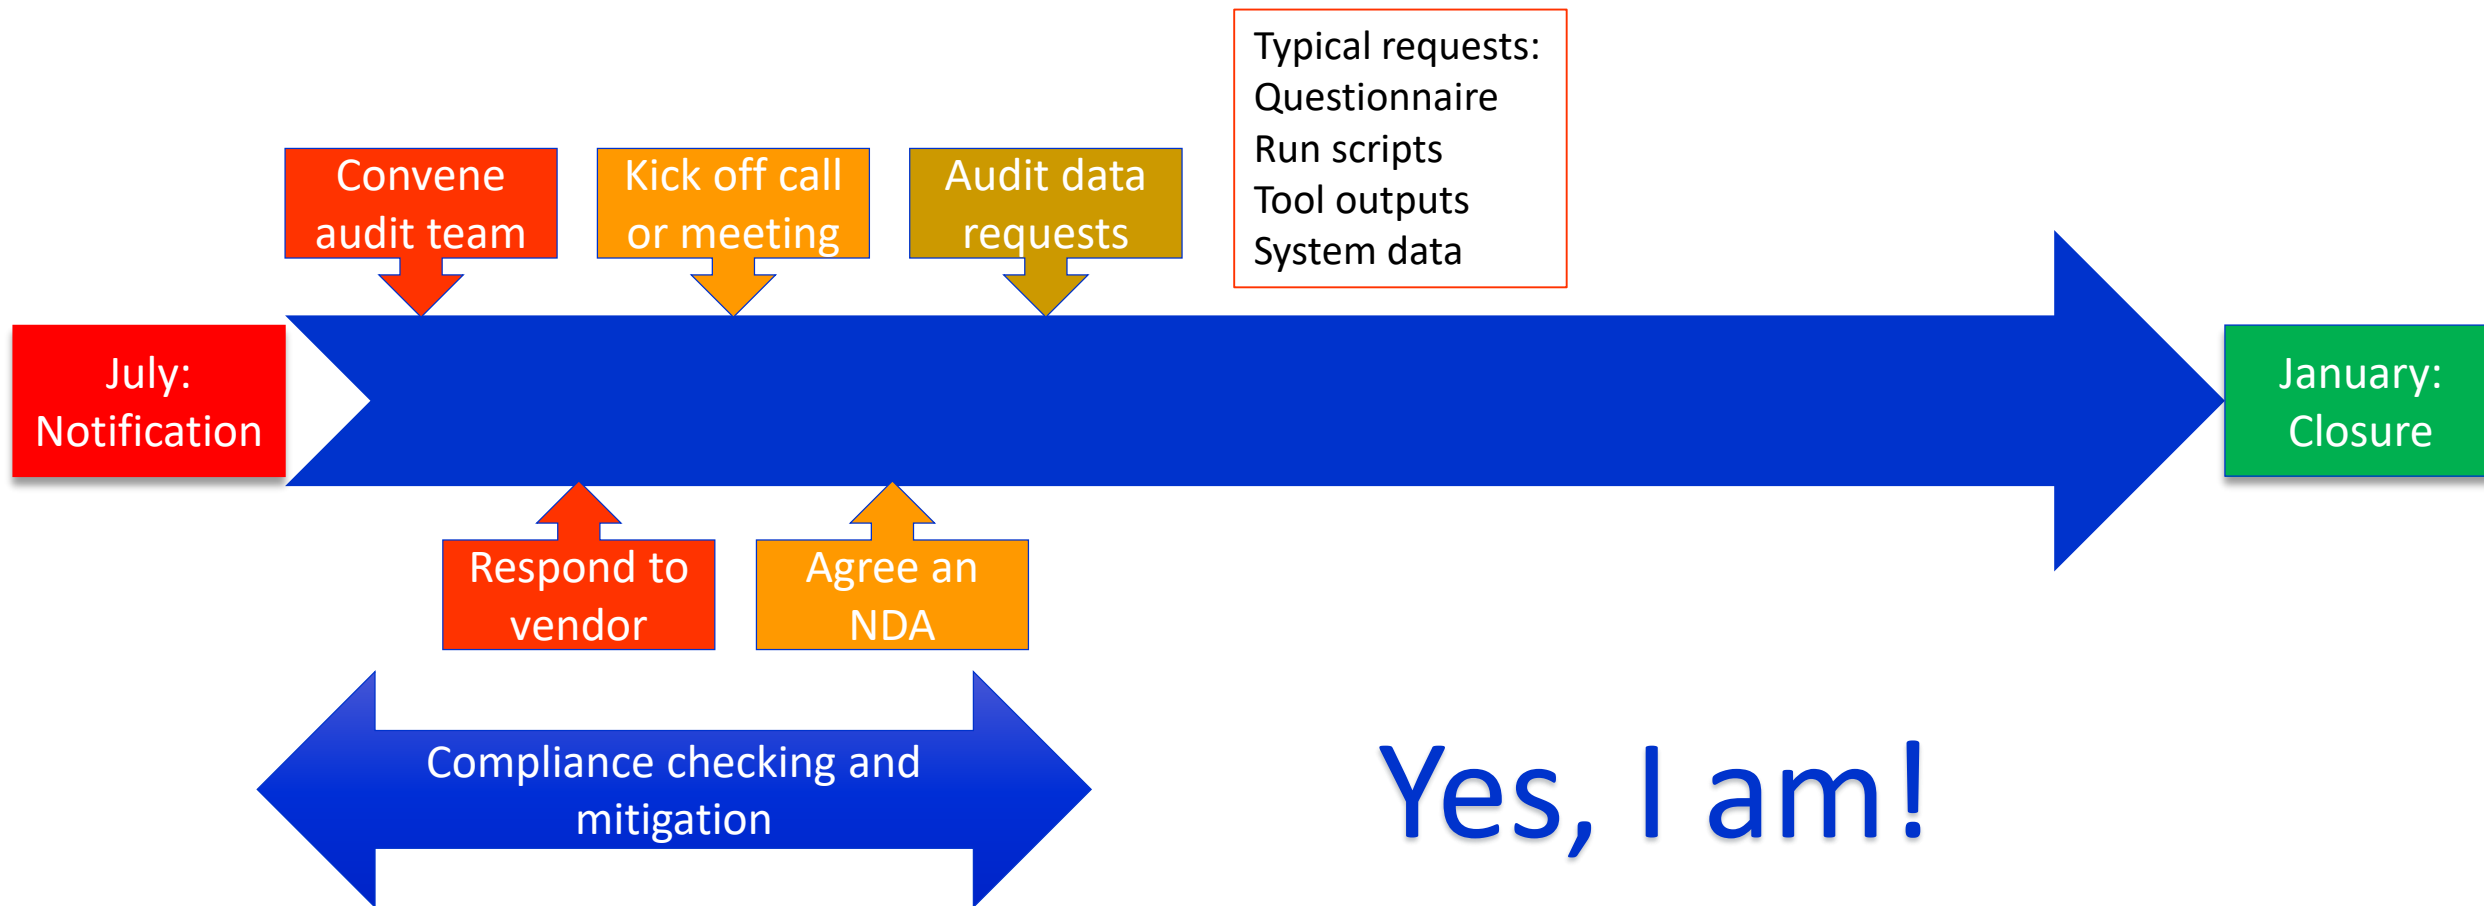 Typical requests:
Questionnaire
Run scripts
Tool outputs
System data
Convene
audit team
Kick off call
or meeting
Audit data
requests
July:
Notification
January:
Closure
Respond to
vendor
Agree an
NDA
Compliance checking and
mitigation
Yes, I am!